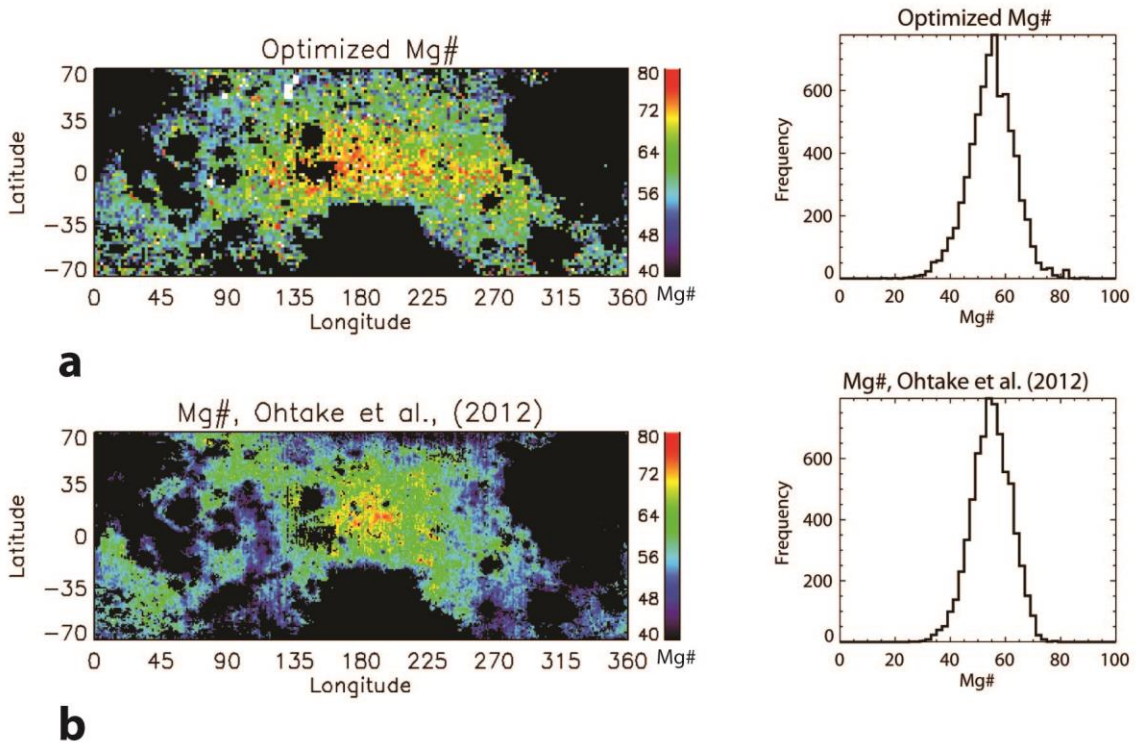 Optimized Mg#
70
35
0
−35
−70
Latitude
0 45 90 135 180 225 270 315 360
Longitude
80
72
64
56
48
40
Mg#
Optimized Mg#
600
400
200
0
Frequency
0 20 40 60 80 100
Mg#
a
Mg#, Ohtake et al., (2012)
70
35
0
−35
−70
Latitude
0 45 90 135 180 225 270 315 360
Longitude
80
72
64
56
48
40
Mg#
Mg#, Ohtake et al. (2012)
600
400
200
0
Frequency
0 20 40 60 80 100
Mg#
b